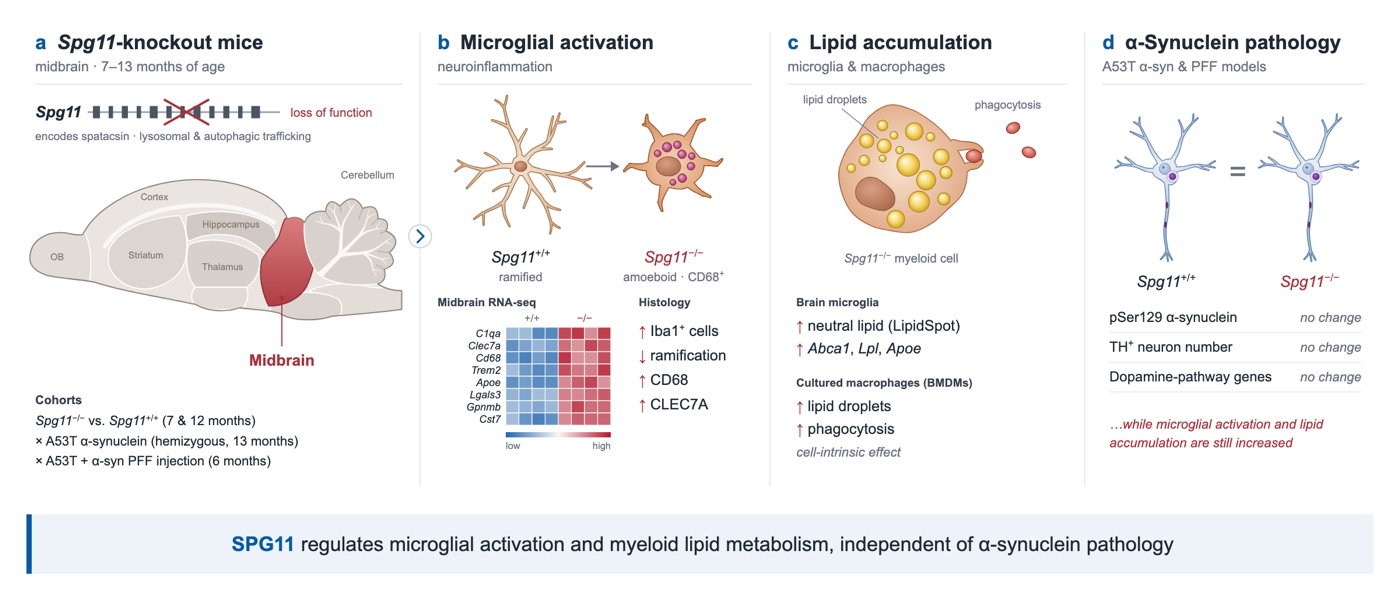 a Spg11-knockout mice
midbrain · 7–13 months of age
Spg11
loss of function
encodes spatacsin · lysosomal & autophagic trafficking
Cerebellum
Cortex
Hippocampus
OB
Striatum
Thalamus
Midbrain
Cohorts
Spg11−/− vs. Spg11+/+ (7 & 12 months)
× A53T α-synuclein (hemizygous, 13 months)
× A53T + α-syn PFF injection (6 months)
b Microglial activation
neuroinflammation
Spg11+/+
ramified
Spg11−/−
amoeboid · CD68+
Midbrain RNA-seq
+/+ −/−
C1qa
Clec7a
Cd68
Trem2
Apoe
Lgals3
Gpnmb
Cst7
low high
Histology
↑ Iba1+ cells
↓ ramification
↑ CD68
↑ CLEC7A
c Lipid accumulation
microglia & macrophages
lipid droplets
phagocytosis
Spg11−/− myeloid cell
Brain microglia
↑ neutral lipid (LipidSpot)
↑ Abca1, Lpl, Apoe
Cultured macrophages (BMDMs)
↑ lipid droplets
↑ phagocytosis
cell-intrinsic effect
d α-Synuclein pathology
A53T α-syn & PFF models
=
Spg11+/+
Spg11−/−
pSer129 α-synuclein no change
TH+ neuron number no change
Dopamine-pathway genes no change
…while microglial activation and lipid
accumulation are still increased
SPG11 regulates microglial activation and myeloid lipid metabolism, independent of α-synuclein pathology